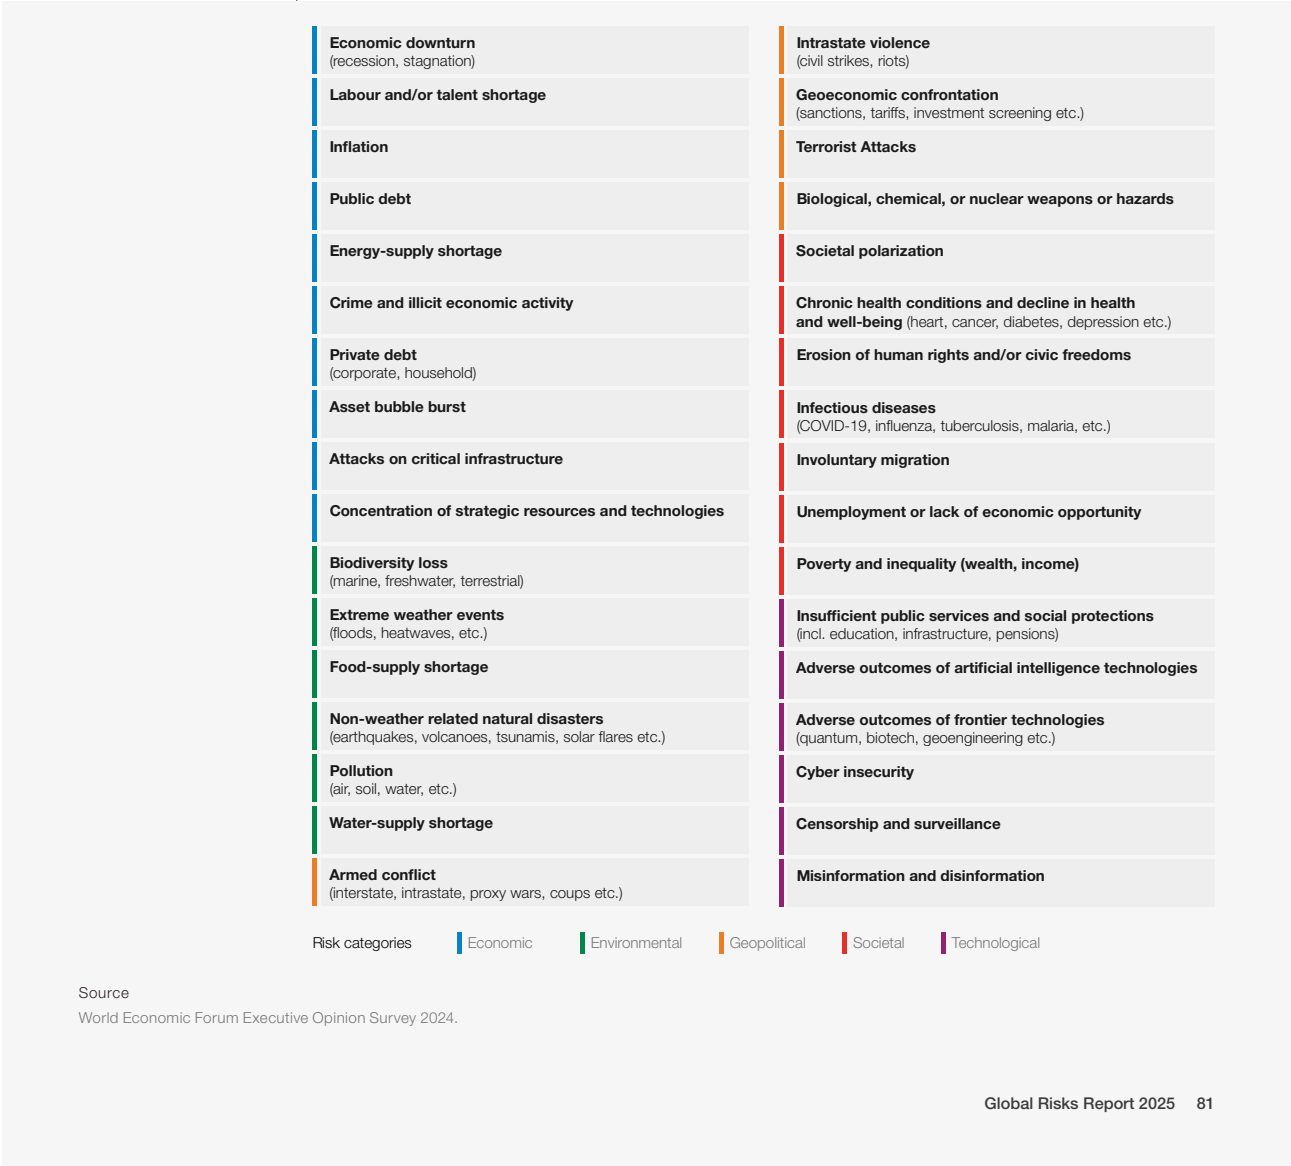 Economic downturn
(recession, stagnation)
Labour and/or talent shortage
Inflation
Public debt
Energy-supply shortage
Crime and illicit economic activity
Private debt
(corporate, household)
Asset bubble burst
Attacks on critical infrastructure
Concentration of strategic resources and technologies
Biodiversity loss
(marine, freshwater, terrestrial)
Extreme weather events
(floods, heatwaves, etc.)
Food-supply shortage
Non-weather related natural disasters
(earthquakes, volcanoes, tsunamis, solar flares etc.)
Pollution
(air, soil, water, etc.)
Water-supply shortage
Armed conflict
(interstate, intrastate, proxy wars, coups etc.)
Intrastate violence
(civil strikes, riots)
Geoeconomic confrontation
(sanctions, tariffs, investment screening etc.)
Terrorist Attacks
Biological, chemical, or nuclear weapons or hazards
Societal polarization
Chronic health conditions and decline in health
and well-being (heart, cancer, diabetes, depression etc.)
Erosion of human rights and/or civic freedoms
Infectious diseases
(COVID-19, influenza, tuberculosis, malaria, etc.)
Involuntary migration
Unemployment or lack of economic opportunity
Poverty and inequality (wealth, income)
Insufficient public services and social protections
(incl. education, infrastructure, pensions)
Adverse outcomes of artificial intelligence technologies
Adverse outcomes of frontier technologies
(quantum, biotech, geoengineering etc.)
Cyber insecurity
Censorship and surveillance
Misinformation and disinformation
Risk categories Economic Environmental Geopolitical Societal Technological
Source
World Economic Forum Executive Opinion Survey 2024.
Global Risks Report 2025 81